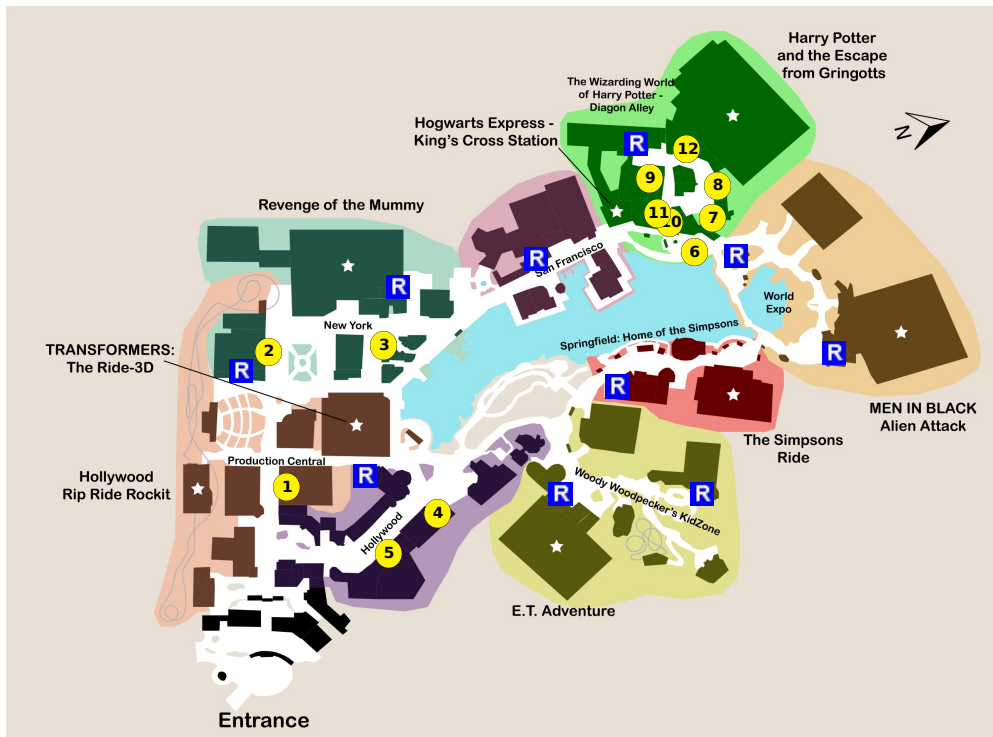 Harry Potter
and the Escape
from Gringotts
The Wizarding World
of Harry Potter -
Diagon Alley
Hogwarts Express -
King's Cross Station
N
R
12
9
8
11
10
7
6
R
Revenge of the Mummy
R
San Francisco
R
World
Expo
New York
3
2
R
TRANSFORMERS:
The Ride-3D
Springfield: Home of the Simpsons
R
R
MEN IN BLACK
Alien Attack
The Simpsons
Ride
Production Central
Hollywood
Rip Ride Rockit
1
R
4
Hollywood
5
Woody Woodpecker's KidZone
R
R
E.T. Adventure
Entrance